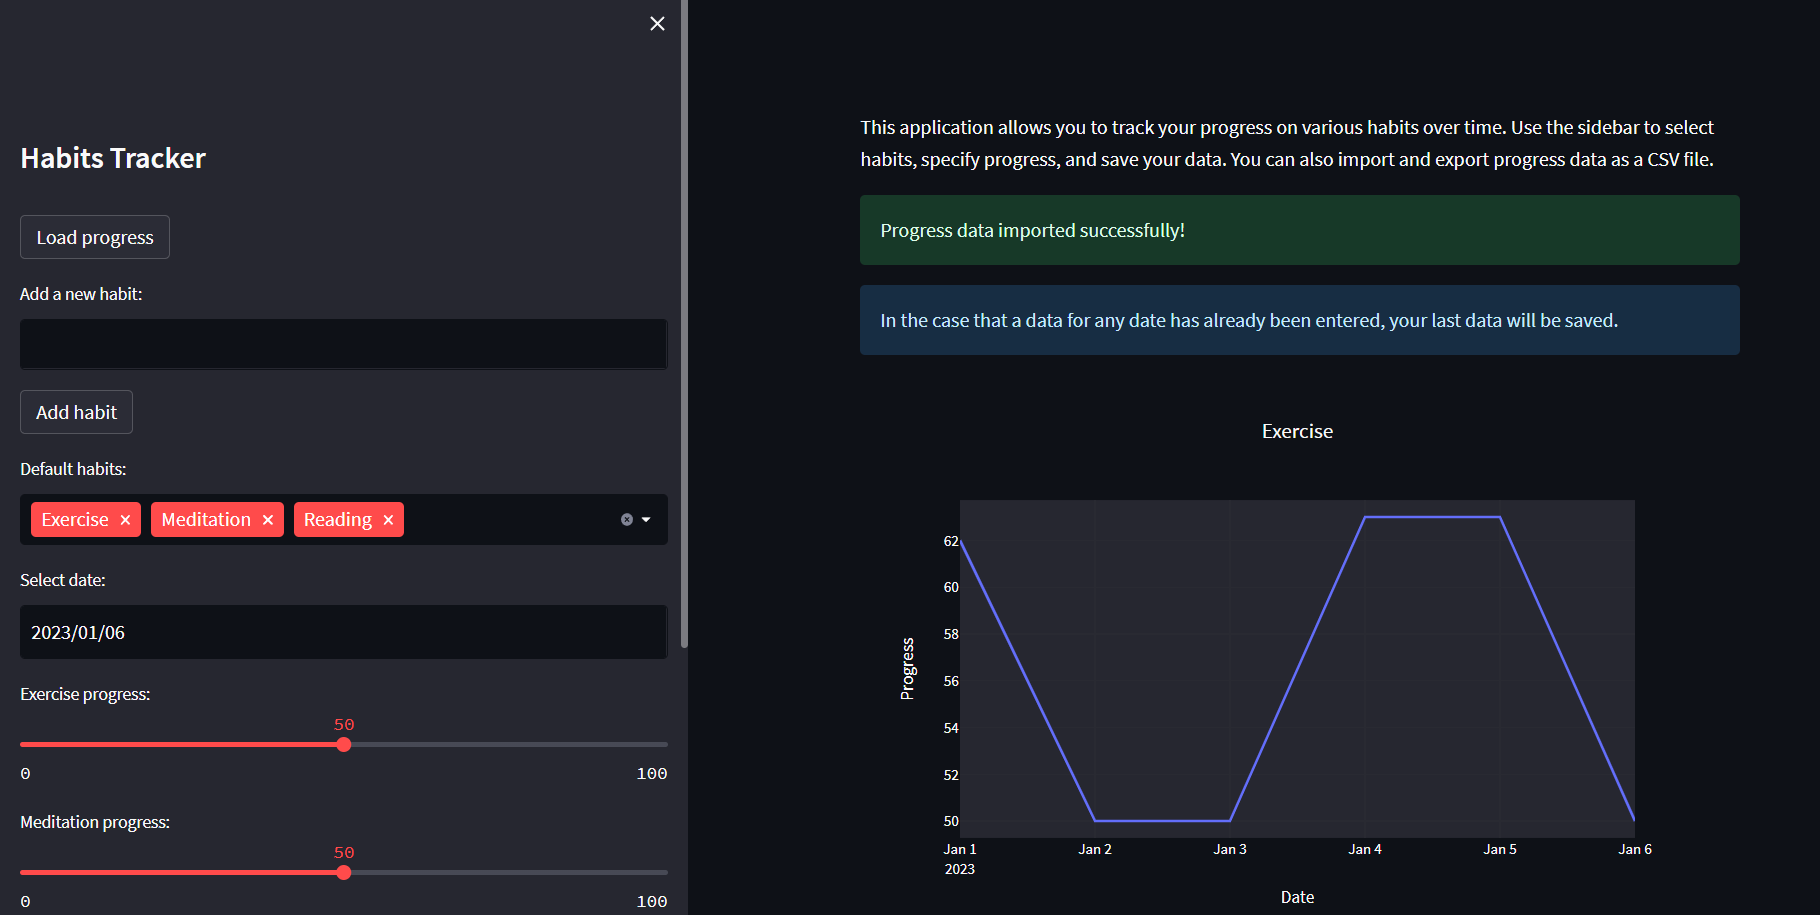 Habits Tracker
Load progress
Add a new habit:
Add habit
Default habits:
Exercise
Meditation
Reading
Select date:
2023/01/06
Exercise progress:
50
0 100
Meditation progress:
50
0 100
This application allows you to track your progress on various habits over time. Use the sidebar to select
habits, specify progress, and save your data. You can also import and export progress data as a CSV file.
Progress data imported successfully!
In the case that a data for any date has already been entered, your last data will be saved.
Exercise
Progress
62
60
58
56
54
52
50
Jan 1 Jan 2 Jan 3 Jan 4 Jan 5 Jan 6
2023
Date